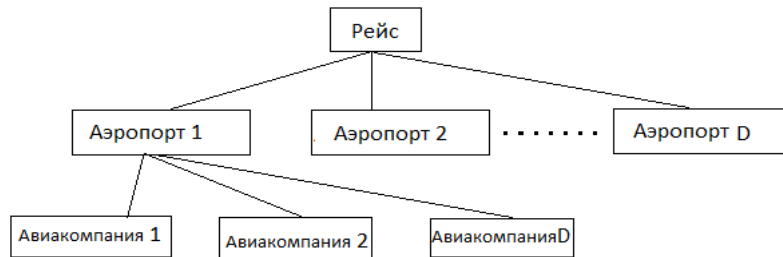 Рейс
Аэропорт 1
Аэропорт 2
Аэропорт D
Авиакомпания 1
Авиакомпания 2
АвиакомпанияD